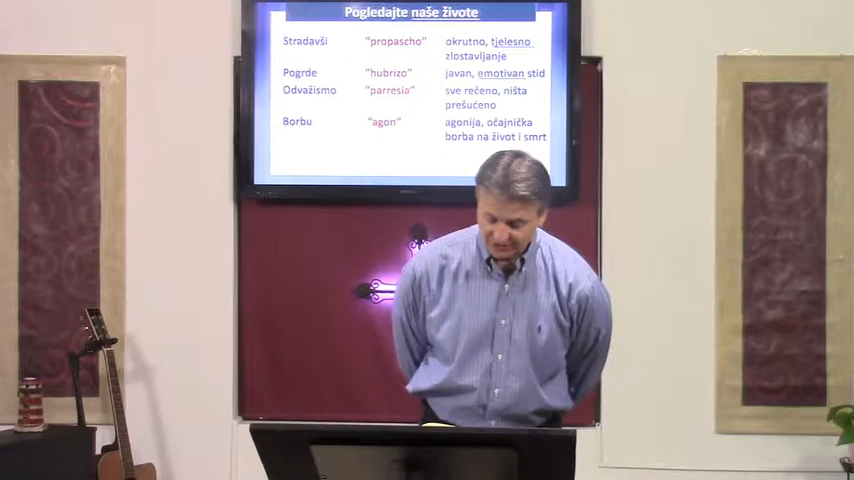 Pogledajte naše živote
Stradavši "propascho" okrutno, tjelesno
zlostavljanje
Pogrde "hubrizo" javan, emotivan stid
Odvažismo "parresia" sve rečeno, ništa
prešućeno
Borbu "agon" agonija, očajnička
borba na život i smrt